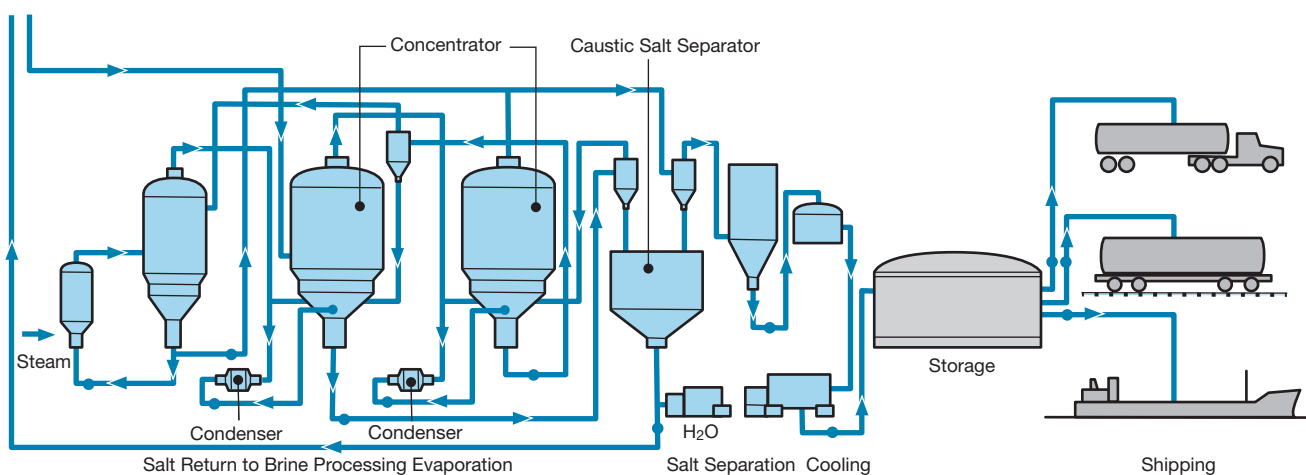 Concentrator
Caustic Salt Separator
Steam
Storage
Condenser
Condenser
H₂O
Salt Return to Brine Processing Evaporation
Salt Separation
Cooling
Shipping